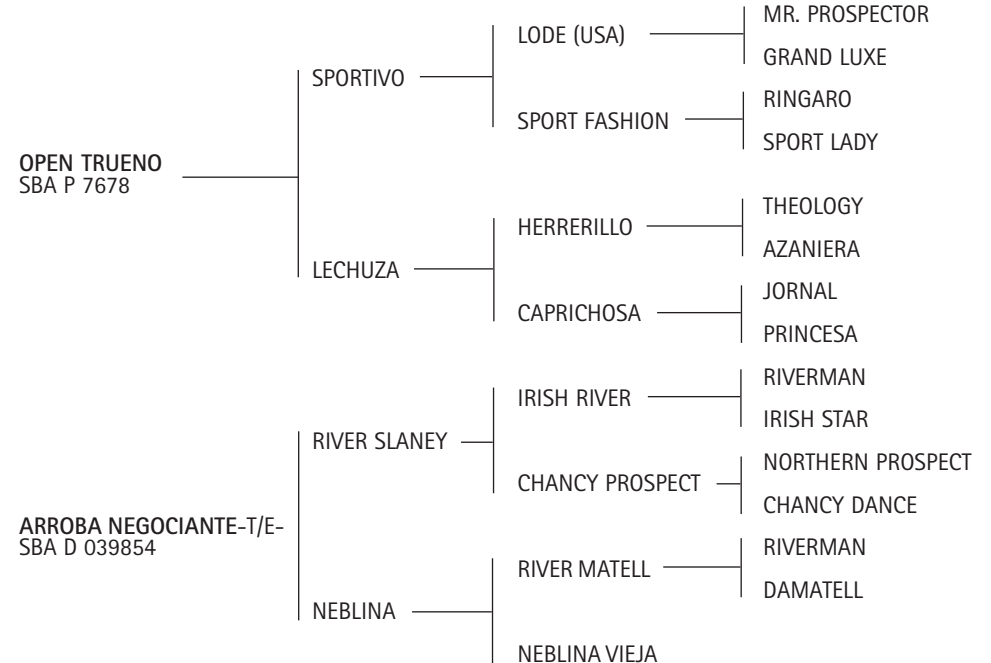 MR. PROSPECTOR
LODE (USA)
GRAND LUXE
SPORTIVO
RINGARO
SPORT FASHION
SPORT LADY
OPEN TRUENO
SBA P 7678
THEOLOGY
HERRERILLO
AZANIERA
LECHUZA
JORNAL
CAPRICHOSA
PRINCESA
RIVERMAN
IRISH RIVER
IRISH STAR
RIVER SLANEY
NORTHERN PROSPECT
CHANCY PROSPECT
CHANCY DANCE
ARROBA NEGOCIANTE-T/E-
SBA D 039854
RIVERMAN
RIVER MATELL
DAMATELL
NEBLINA
NEBLINA VIEJA